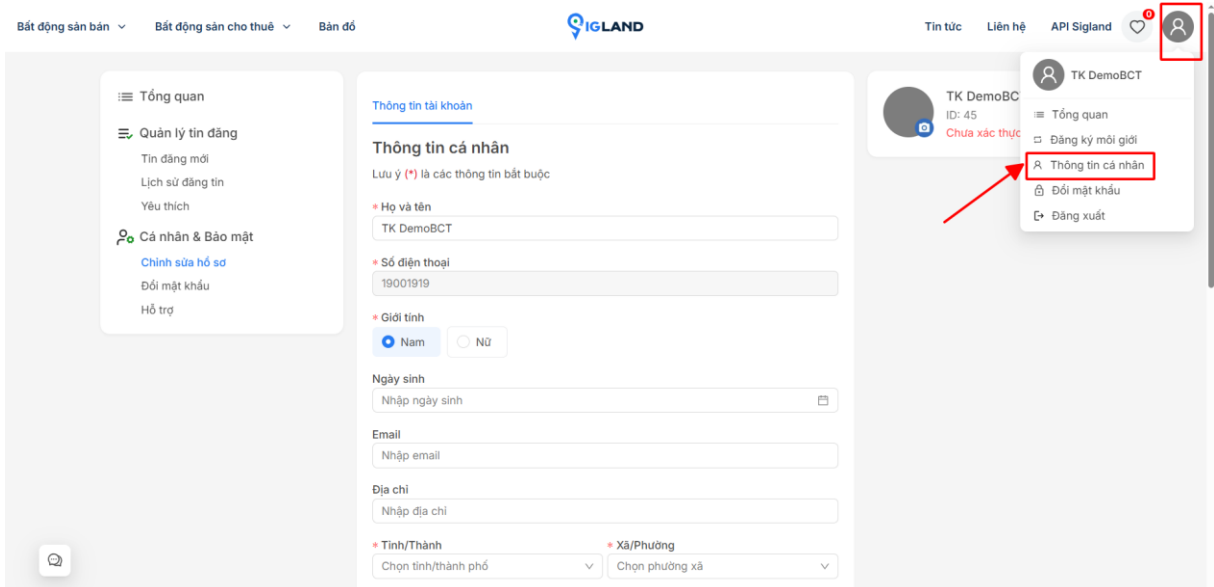 Bất động sản bán
Bất động sản cho thuê
Bản đồ
SIGLAND
Tin tức
Liên hệ
API Sigland
0
TK DemoBCT
Tổng quan
Đăng ký môi giới
Thông tin cá nhân
Đổi mật khẩu
Đăng xuất
Tổng quan
Quản lý tin đăng
Tin đăng mới
Lịch sử đăng tin
Yêu thích
Cá nhân & Bảo mật
Chỉnh sửa hồ sơ
Đổi mật khẩu
Hỗ trợ
Thông tin tài khoản
Thông tin cá nhân
Lưu ý (*) là các thông tin bắt buộc
* Họ và tên
TK DemoBCT
* Số điện thoại
19001919
* Giới tính
Nam
Nữ
Ngày sinh
Nhập ngày sinh
Email
Nhập email
Địa chỉ
Nhập địa chỉ
* Tỉnh/Thành
* Xã/Phường
Chọn tỉnh/thành phố
Chọn phường xã
TK DemoBC
ID: 45
Chưa xác thực